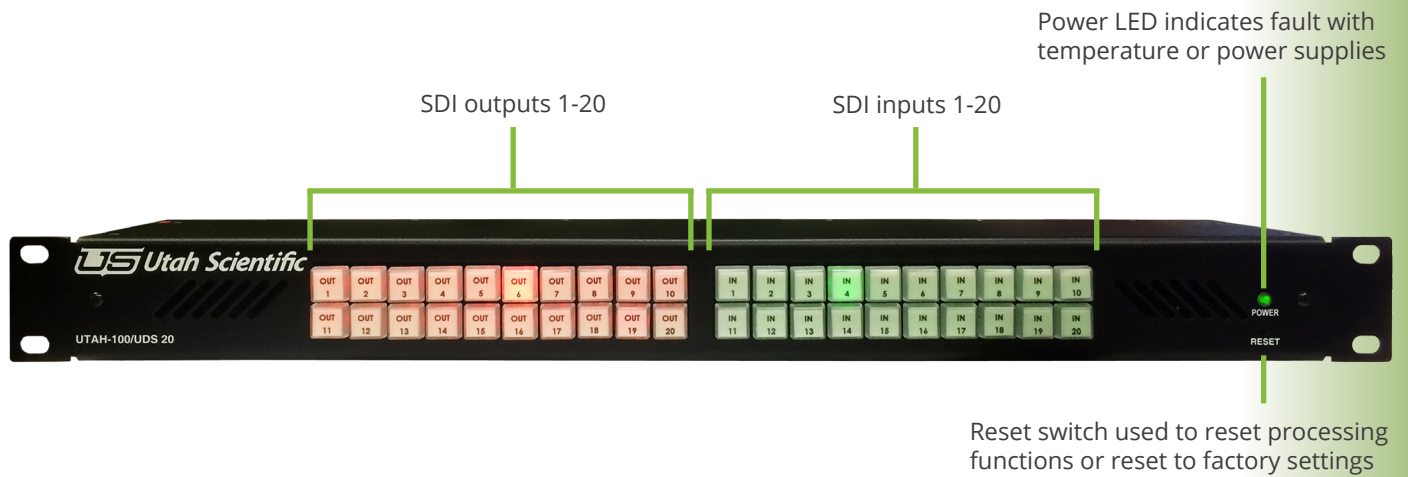 Power LED indicates fault with
temperature or power supplies
SDI outputs 1-20
SDI inputs 1-20
US Utah Scientific
OUT 1 OUT 2 OUT 3 OUT 4 OUT 5 OUT 6 OUT 7 OUT 8 OUT 9 OUT 10
IN 1 IN 2 IN 3 IN 4 IN 5 IN 6 IN 7 IN 8 IN 9 IN 10
OUT 11 OUT 12 OUT 13 OUT 14 OUT 15 OUT 16 OUT 17 OUT 18 OUT 19 OUT 20
IN 11 IN 12 IN 13 IN 14 IN 15 IN 16 IN 17 IN 18 IN 19 IN 20
POWER
UTAH-100/UDS 20
RESET
Reset switch used to reset processing
functions or reset to factory settings